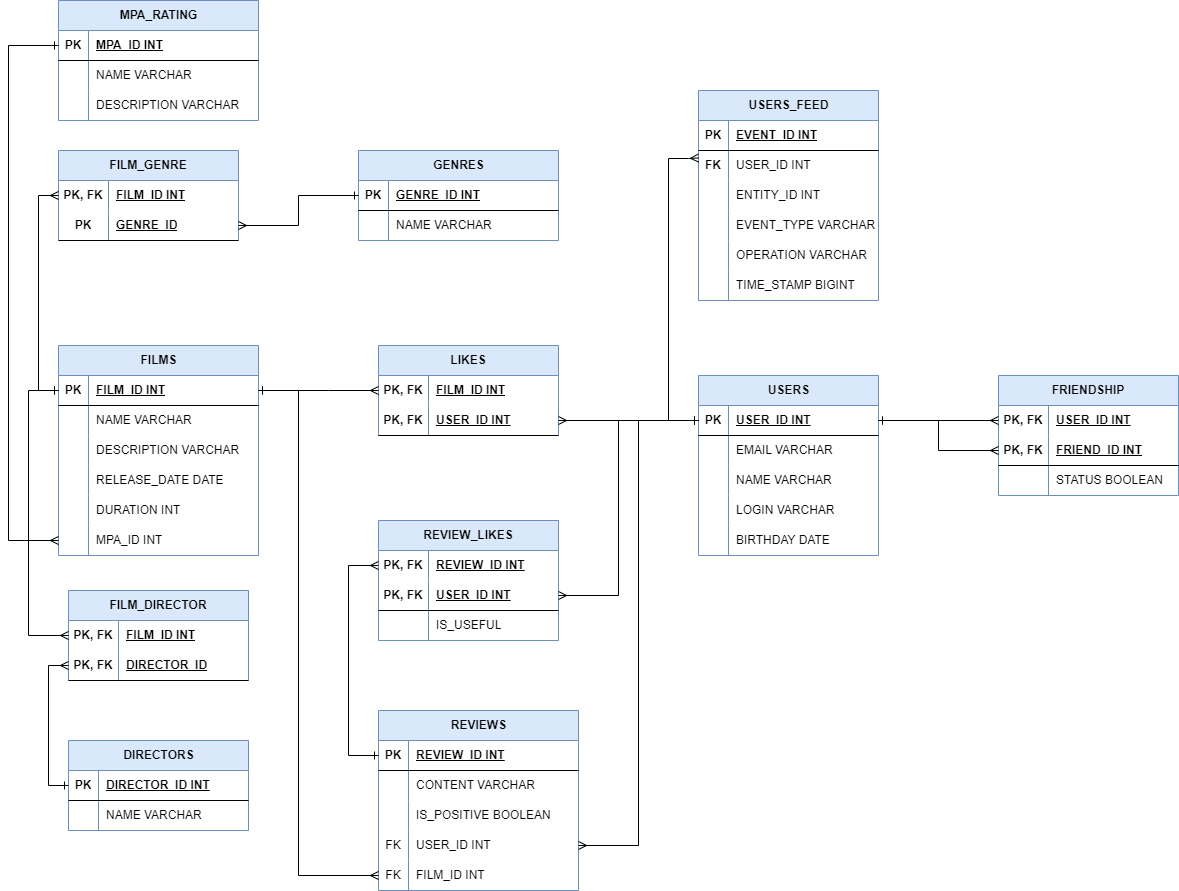 MPA_RATING
PK MPA_ID INT
NAME VARCHAR
DESCRIPTION VARCHAR
FILM_GENRE
PK, FK FILM_ID INT
PK GENRE_ID
GENRES
PK GENRE_ID INT
NAME VARCHAR
USERS_FEED
PK EVENT_ID INT
FK USER_ID INT
ENTITY_ID INT
EVENT_TYPE VARCHAR
OPERATION VARCHAR
TIME_STAMP BIGINT
FILMS
PK FILM_ID INT
NAME VARCHAR
DESCRIPTION VARCHAR
RELEASE_DATE DATE
DURATION INT
MPA_ID INT
LIKES
PK, FK FILM_ID INT
PK, FK USER_ID INT
USERS
PK USER_ID INT
EMAIL VARCHAR
NAME VARCHAR
LOGIN VARCHAR
BIRTHDAY DATE
FRIENDSHIP
PK, FK USER_ID INT
PK, FK FRIEND_ID INT
STATUS BOOLEAN
REVIEW_LIKES
PK, FK REVIEW_ID INT
PK, FK USER_ID INT
IS_USEFUL
FILM_DIRECTOR
PK, FK FILM_ID INT
PK, FK DIRECTOR_ID
DIRECTORS
PK DIRECTOR_ID INT
NAME VARCHAR
REVIEWS
PK REVIEW_ID INT
CONTENT VARCHAR
IS_POSITIVE BOOLEAN
FK USER_ID INT
FK FILM_ID INT